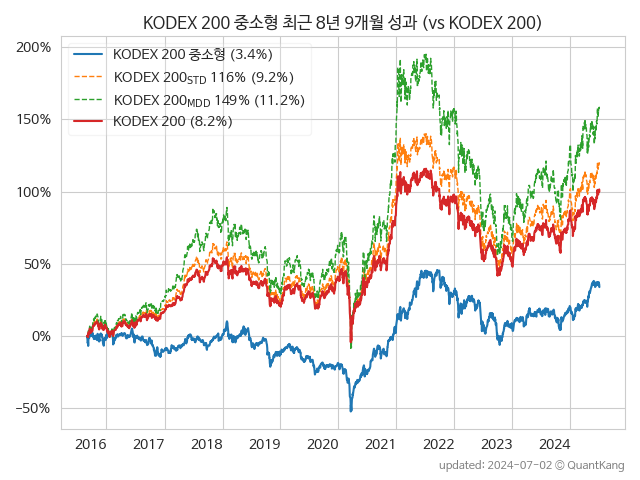 KODEX 200 중소형 최근 8년 9개월 성과 (vs KODEX 200)
200%
150%
100%
50%
0%
−50%
KODEX 200 중소형 (3.4%)
KODEX 200STD 116% (9.2%)
KODEX 200MDD 149% (11.2%)
KODEX 200 (8.2%)
2016 2017 2018 2019 2020 2021 2022 2023 2024
updated: 2024-07-02 © QuantKang